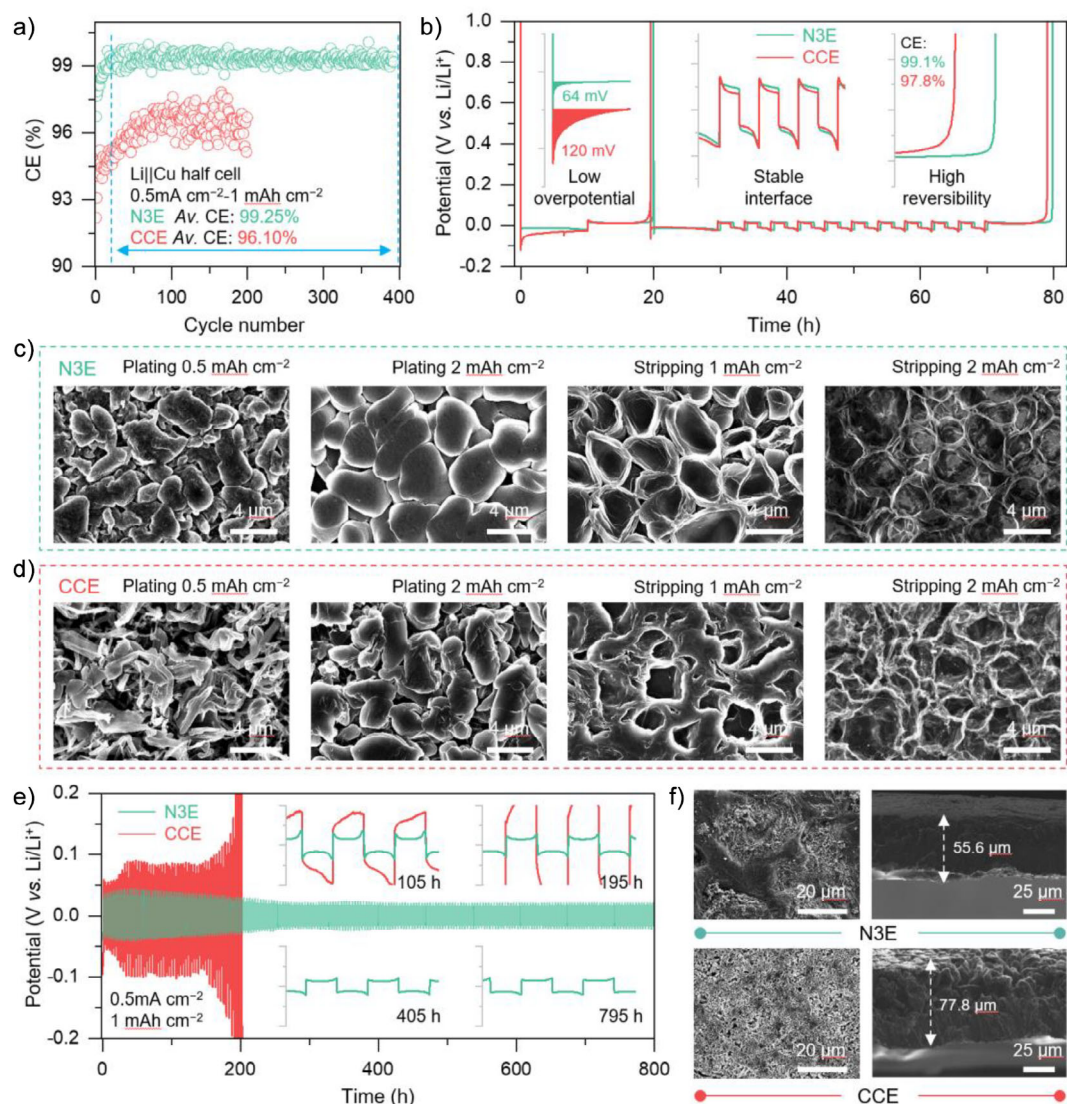 a)
99
96
93
90
CE (%)
Li||Cu half cell
0.5mA cm⁻²-1 mAh cm⁻²
N3E Av. CE: 99.25%
CCE Av. CE: 96.10%
0 100 200 300 400
Cycle number
b)
1.0
0.8
0.6
0.4
0.2
0.0
-0.2
Potential (V vs. Li/Li⁺)
64 mV
120 mV
Low
overpotential
N3E
CCE
Stable
interface
CE:
99.1%
97.8%
High
reversibility
0 20 40 60 80
Time (h)
c)
N3E
Plating 0.5 mAh cm⁻²
Plating 2 mAh cm⁻²
Stripping 1 mAh cm⁻²
Stripping 2 mAh cm⁻²
4 μm
4 μm
4 μm
4 μm
d)
CCE
Plating 0.5 mAh cm⁻²
Plating 2 mAh cm⁻²
Stripping 1 mAh cm⁻²
Stripping 2 mAh cm⁻²
4 μm
4 μm
4 μm
4 μm
e)
0.2
0.1
0.0
-0.1
-0.2
Potential (V vs. Li/Li⁺)
N3E
CCE
105 h
195 h
405 h
795 h
0.5mA cm⁻²
1 mAh cm⁻²
0 200 400 600 800
Time (h)
f)
20 μm
55.6 μm
25 μm
N3E
20 μm
77.8 μm
25 μm
CCE